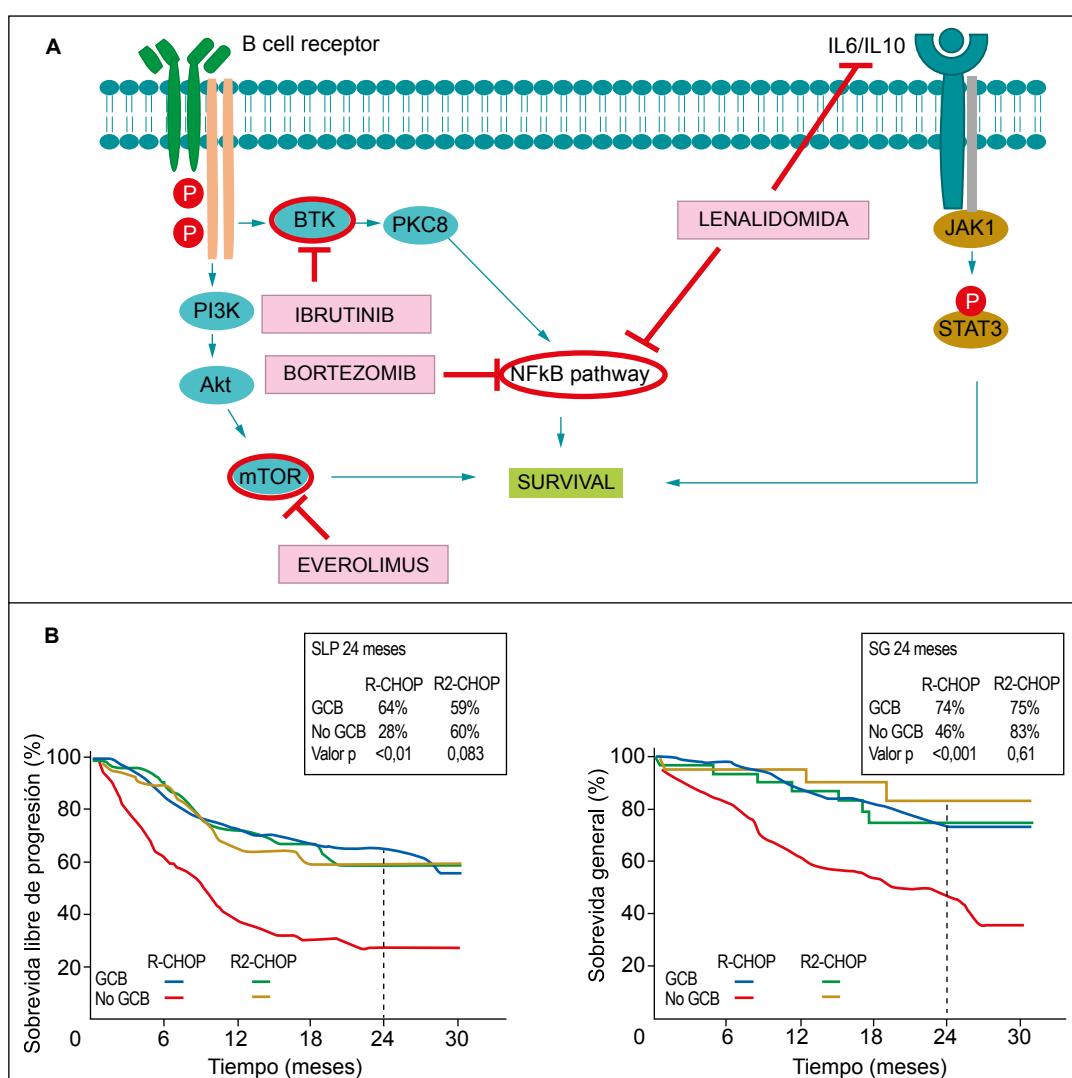 A
B cell receptor
IL6/IL10
P
P
BTK
PKC8
LENALIDOMIDA
JAK1
PI3K
IBRUTINIB
P
STAT3
BORTEZOMIB
NFkB pathway
Akt
mTOR
SURVIVAL
EVEROLIMUS
B
SLP 24 meses
R-CHOP R2-CHOP
GCB 64% 59%
No GCB 28% 60%
Valor p <0,01 0,083
Sobrevida libre de progresión (%)
100
80
60
40
20
0
6 12 18 24 30
Tiempo (meses)
R-CHOP R2-CHOP
GCB
No GCB
SG 24 meses
R-CHOP R2-CHOP
GCB 74% 75%
No GCB 46% 83%
Valor p <0,001 0,61
Sobrevida general (%)
100
80
60
40
20
0
6 12 18 24 30
Tiempo (meses)
R-CHOP R2-CHOP
GCB
No GCB